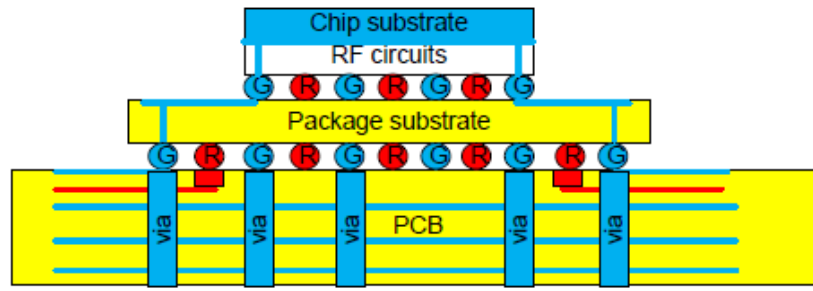 Chip substrate
RF circuits
G R G R G R G
Package substrate
G R G R G R G R G R G
via via via PCB via via